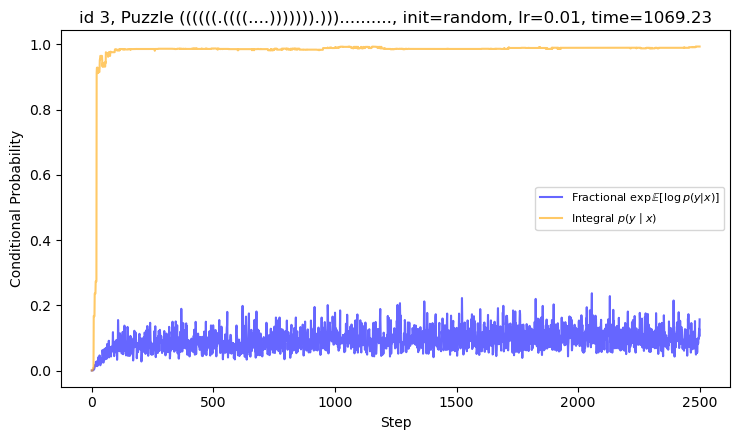 id 3, Puzzle ((((((.((((....))))))).))).........., init=random, lr=0.01, time=1069.23
1.0
0.8
0.6
0.4
0.2
0.0
Conditional Probability
Fractional exp𝔼[log p(y|x)]
Integral p(y | x)
0
500
1000
1500
2000
2500
Step